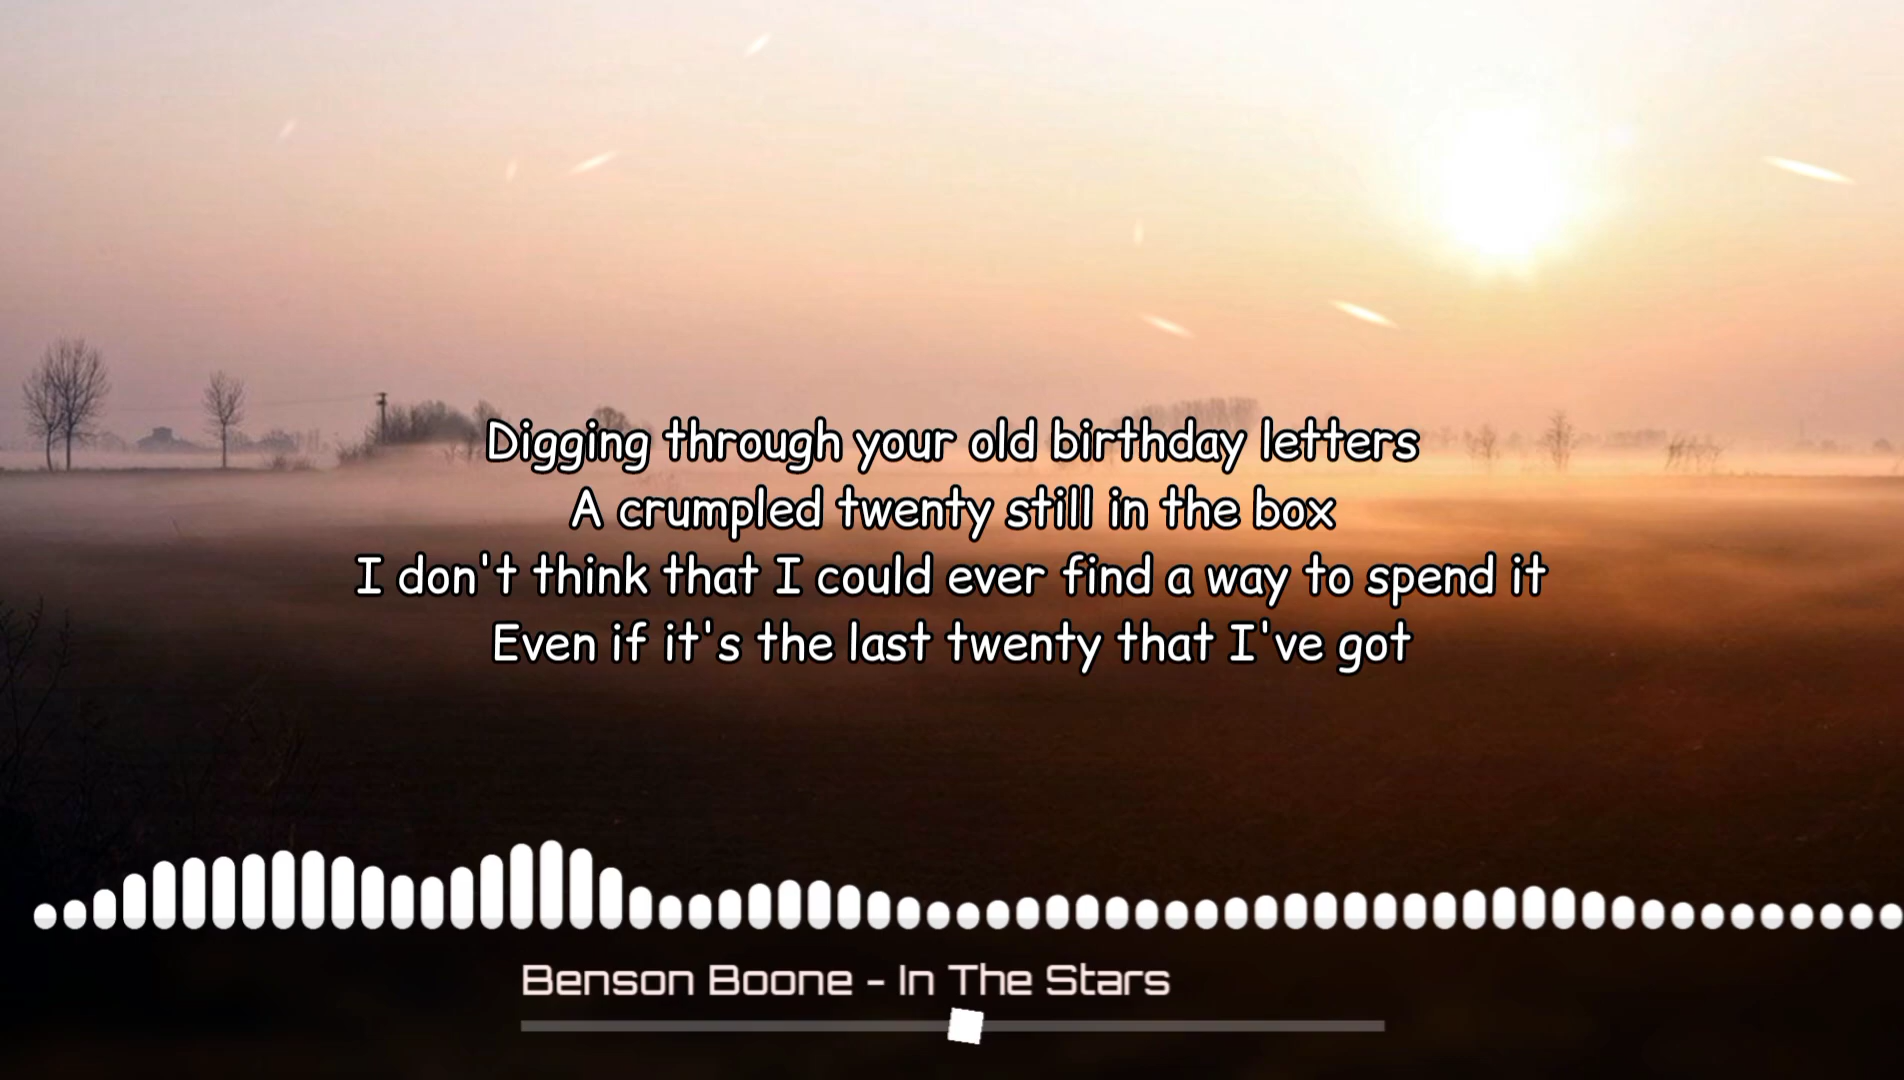 Digging through your old birthday letters
A crumpled twenty still in the box
I don't think that I could ever find a way to spend it
Even if it's the last twenty that I've got
Benson Boone - In The Stars